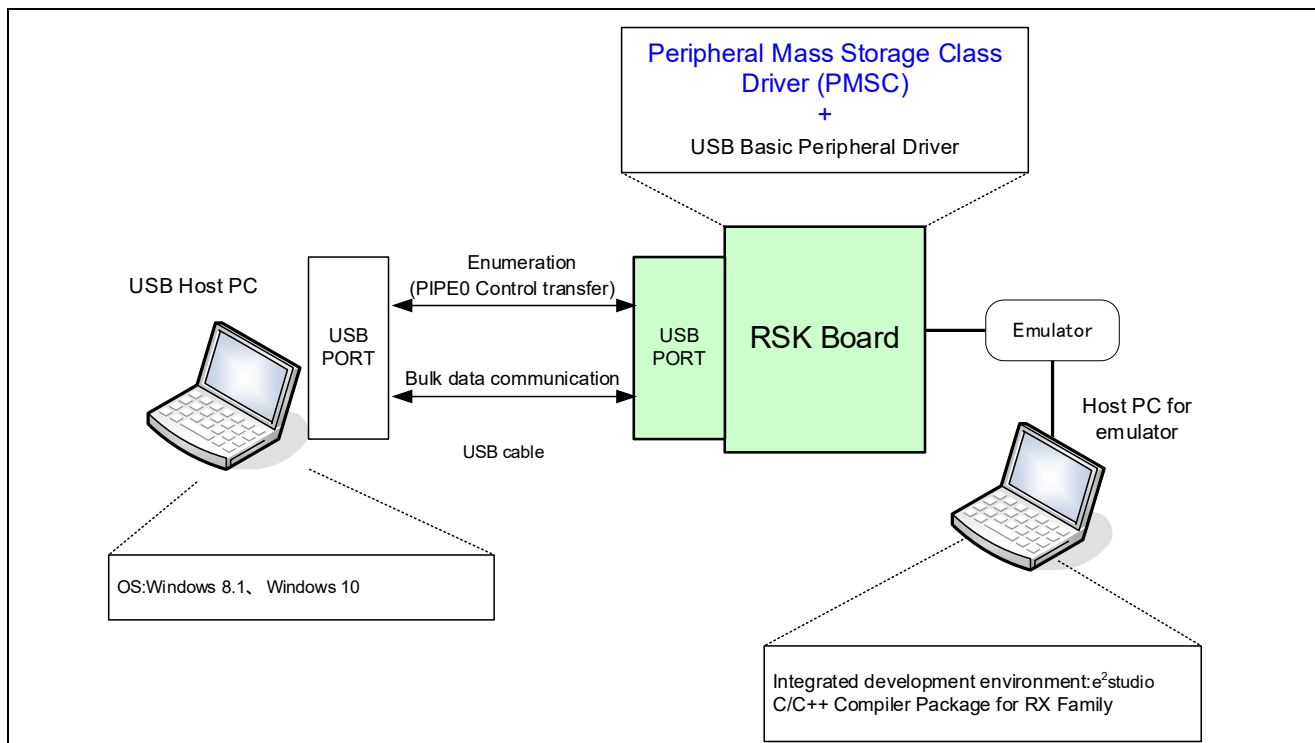 Peripheral Mass Storage Class
Driver (PMSC)
+
USB Basic Peripheral Driver
USB Host PC
USB
PORT
Enumeration
(PIPE0 Control transfer)
Bulk data communication
USB cable
USB
PORT
RSK Board
Emulator
Host PC for
emulator
OS:Windows 8.1、 Windows 10
Integrated development environment:e²studio
C/C++ Compiler Package for RX Family